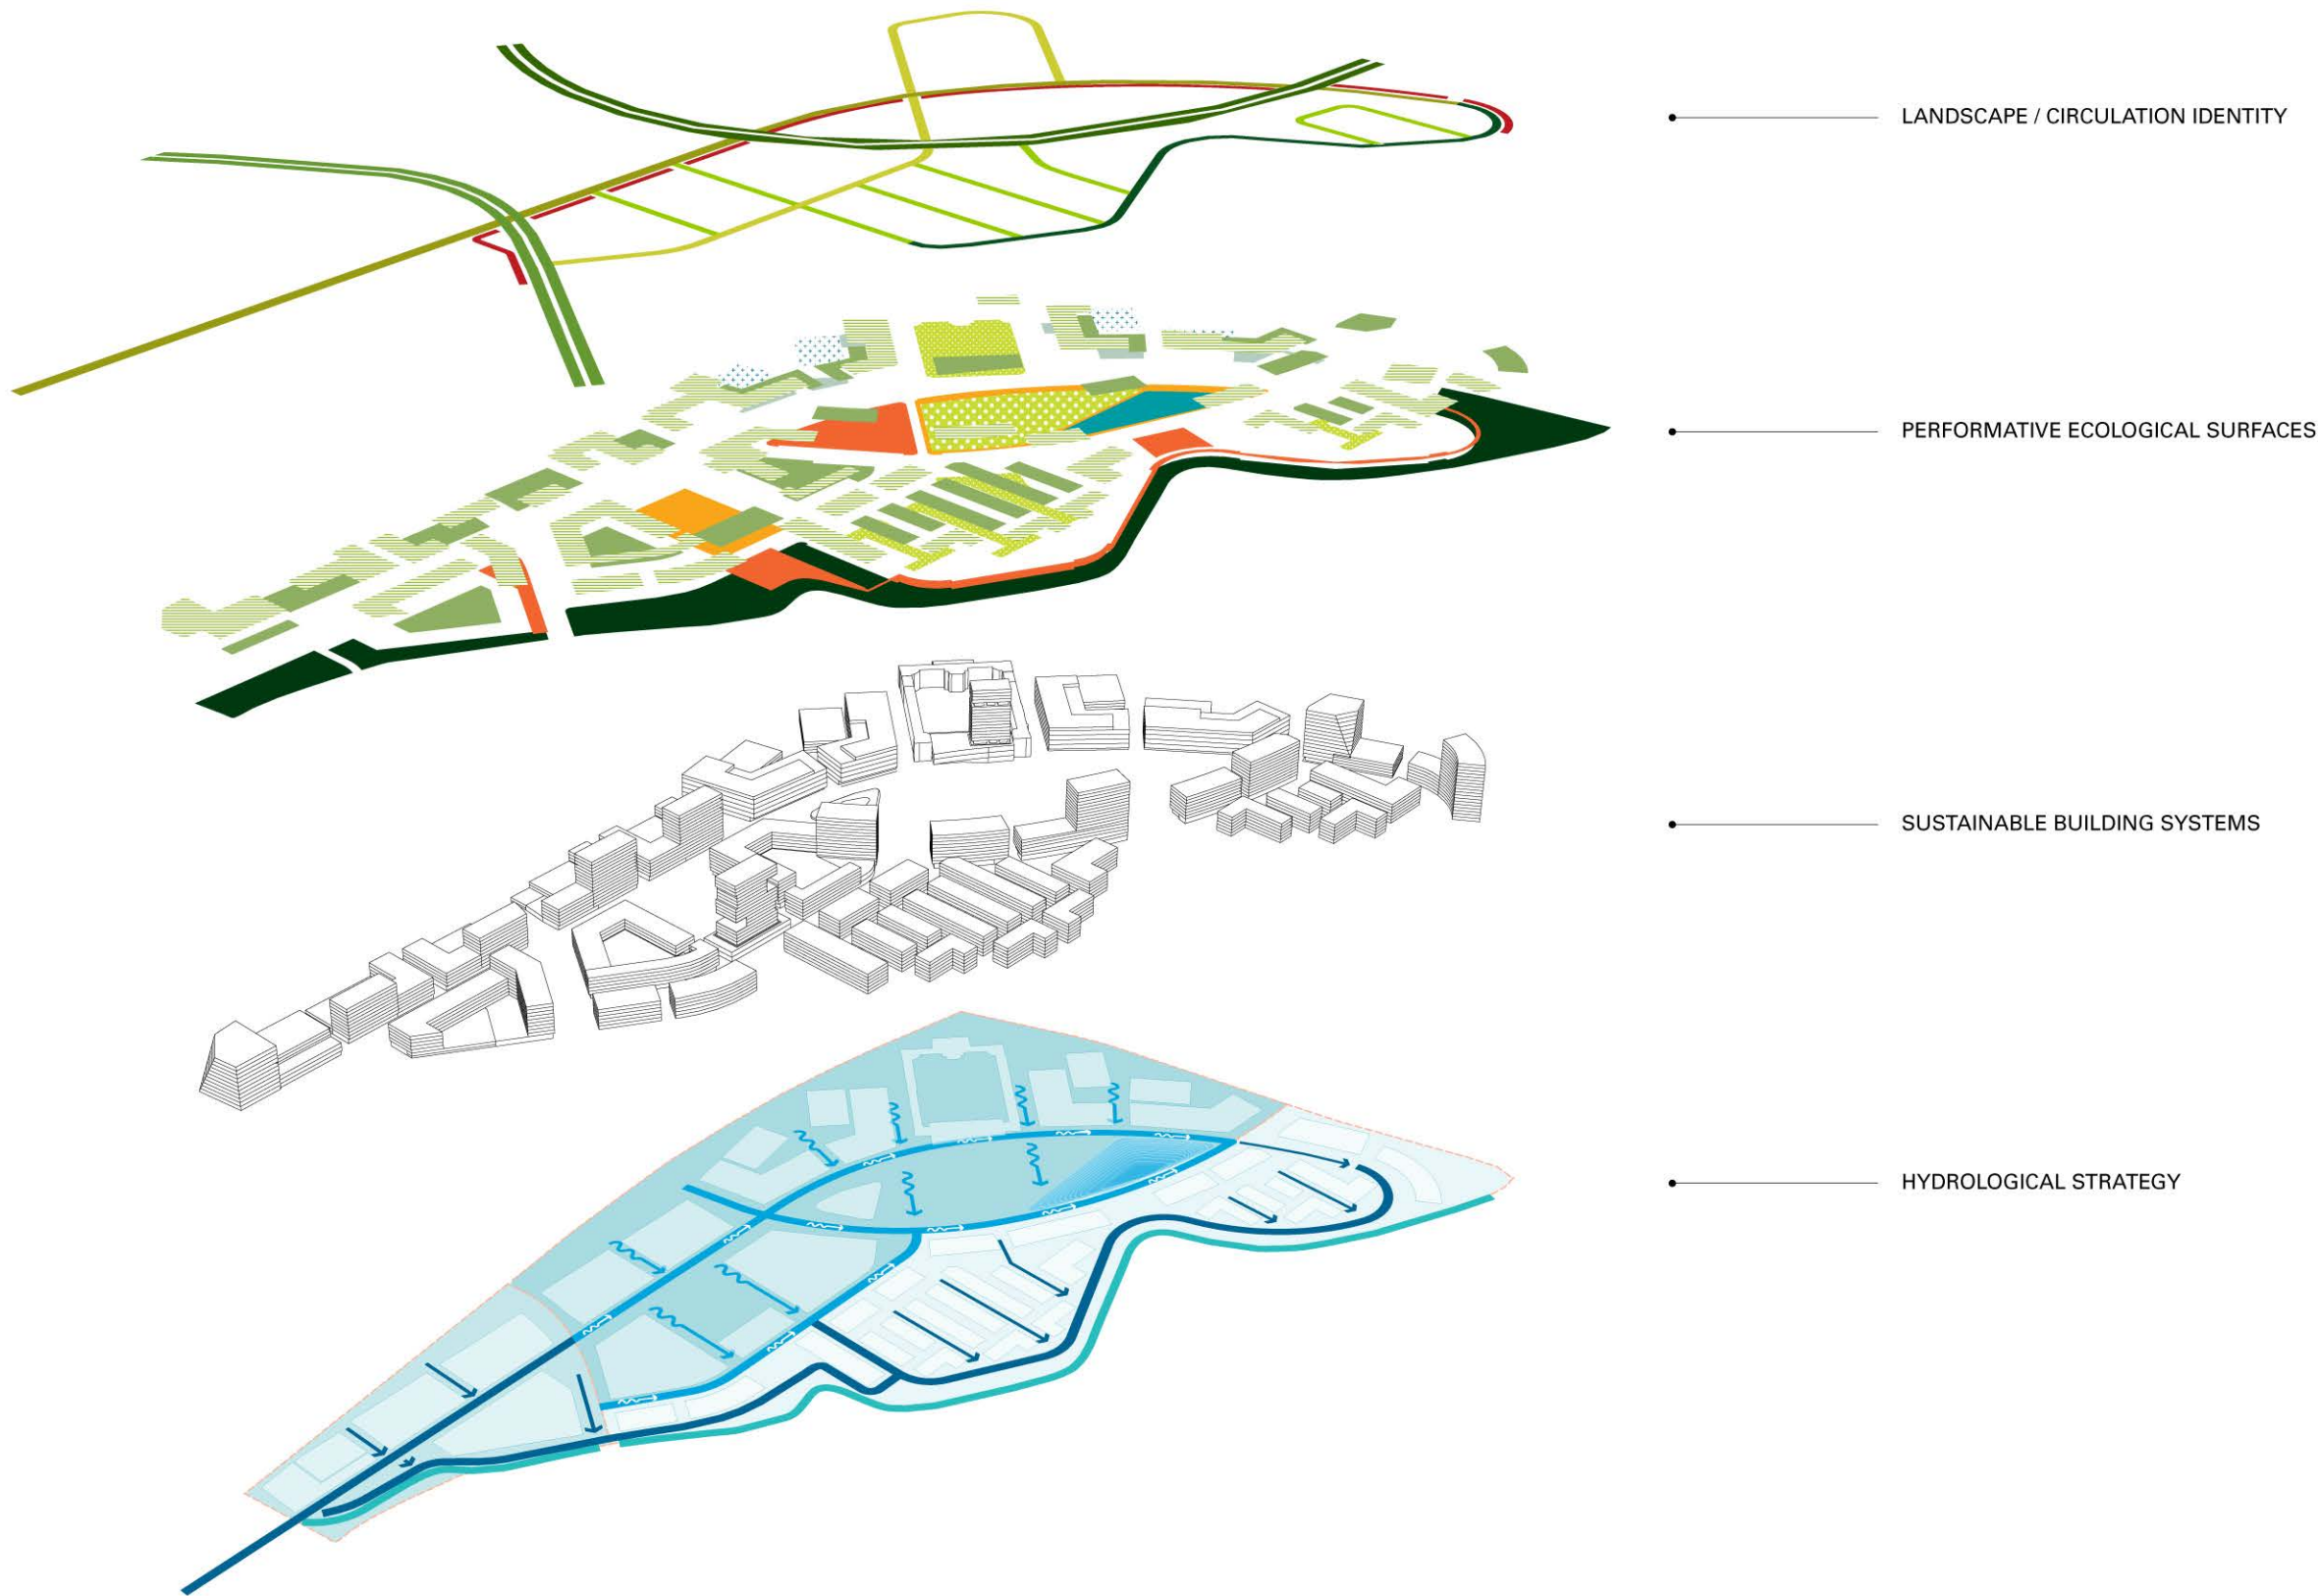 LANDSCAPE / CIRCULATION IDENTITY
PERFORMATIVE ECOLOGICAL SURFACES
SUSTAINABLE BUILDING SYSTEMS
HYDROLOGICAL STRATEGY